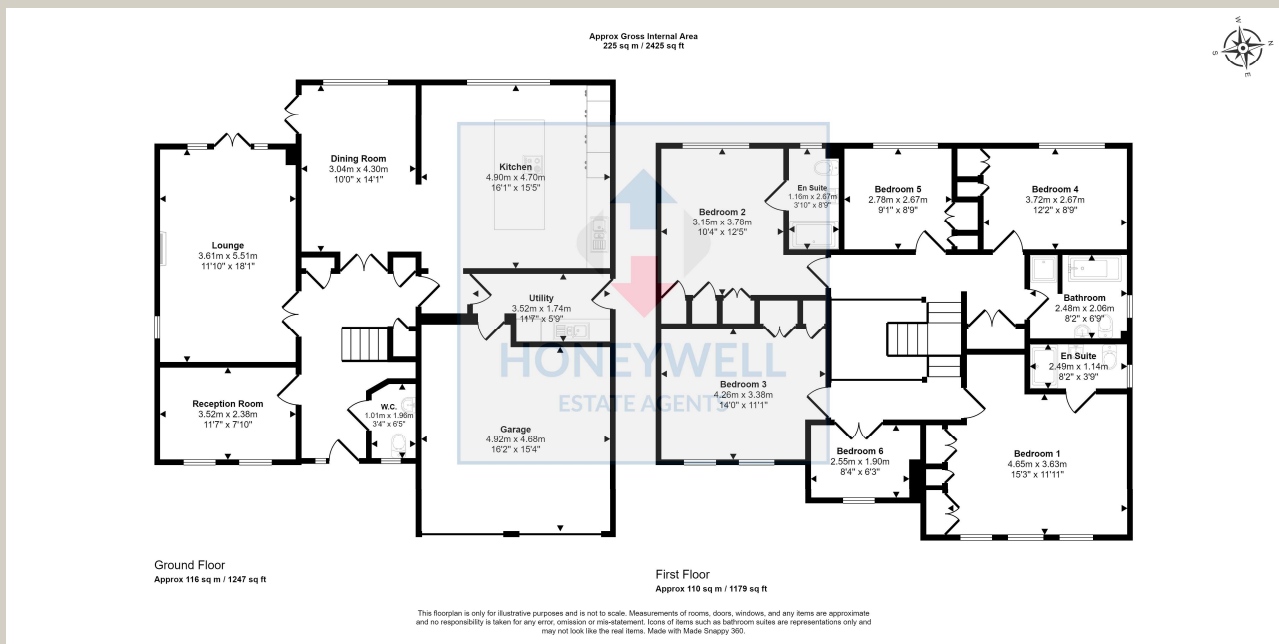 Approx Gross Internal Area
225 sq m / 2425 sq ft
W
N
S
E
Dining Room
3.04m x 4.30m
10'0" x 14'1"
Kitchen
4.90m x 4.70m
16'1" x 15'5"
Lounge
3.61m x 5.51m
11'10" x 18'1"
Utility
3.52m x 1.74m
11'7" x 5'9"
Reception Room
3.52m x 2.38m
11'7" x 7'10"
W.C.
1.01m x 1.96m
3'4" x 6'5"
Garage
4.92m x 4.68m
16'2" x 15'4"
HONEYWELL
ESTATE AGENTS
Bedroom 2
3.15m x 3.78m
10'4" x 12'5"
En Suite
1.16m x 2.67m
3'10" x 8'9"
Bedroom 5
2.78m x 2.67m
9'1" x 8'9"
Bedroom 4
3.72m x 2.67m
12'2" x 8'9"
Bathroom
2.48m x 2.06m
8'2" x 6'9"
En Suite
2.49m x 1.14m
8'2" x 3'9"
Bedroom 3
4.26m x 3.38m
14'0" x 11'1"
Bedroom 6
2.55m x 1.90m
8'4" x 6'3"
Bedroom 1
4.65m x 3.63m
15'3" x 11'11"
Ground Floor
Approx 116 sq m / 1247 sq ft
First Floor
Approx 110 sq m / 1179 sq ft
This floorplan is only for illustrative purposes and is not to scale. Measurements of rooms, doors, windows, and any items are approximate
and no responsibility is taken for any error, omission or mis-statement. Icons of items such as bathroom suites are representations only and
may not look like the real items. Made with Made Snappy 360.